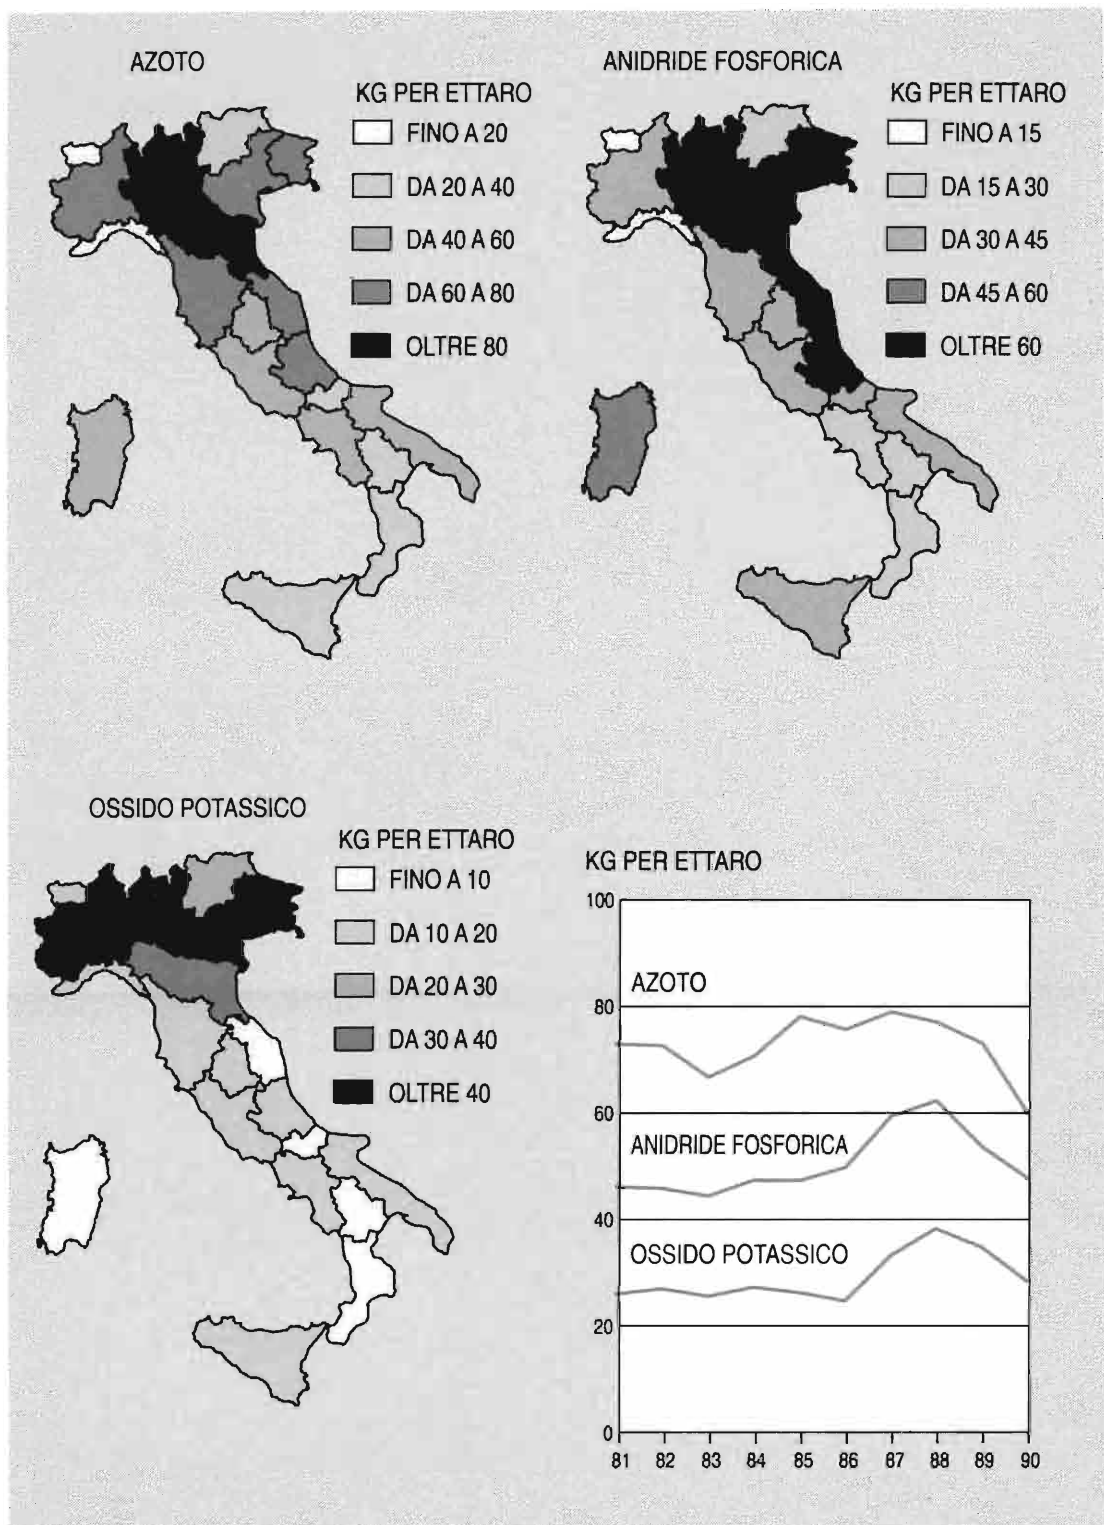 AZOTO
KG PER ETTARO
FINO A 20
DA 20 A 40
DA 40 A 60
DA 60 A 80
OLTRE 80
ANIDRIDE FOSFORICA
KG PER ETTARO
FINO A 15
DA 15 A 30
DA 30 A 45
DA 45 A 60
OLTRE 60
OSSIDO POTASSICO
KG PER ETTARO
FINO A 10
DA 10 A 20
DA 20 A 30
DA 30 A 40
OLTRE 40
KG PER ETTARO
100
AZOTO
80
60
ANIDRIDE FOSFORICA
40
OSSIDO POTASSICO
20
0
81 82 83 84 85 86 87 88 89 90